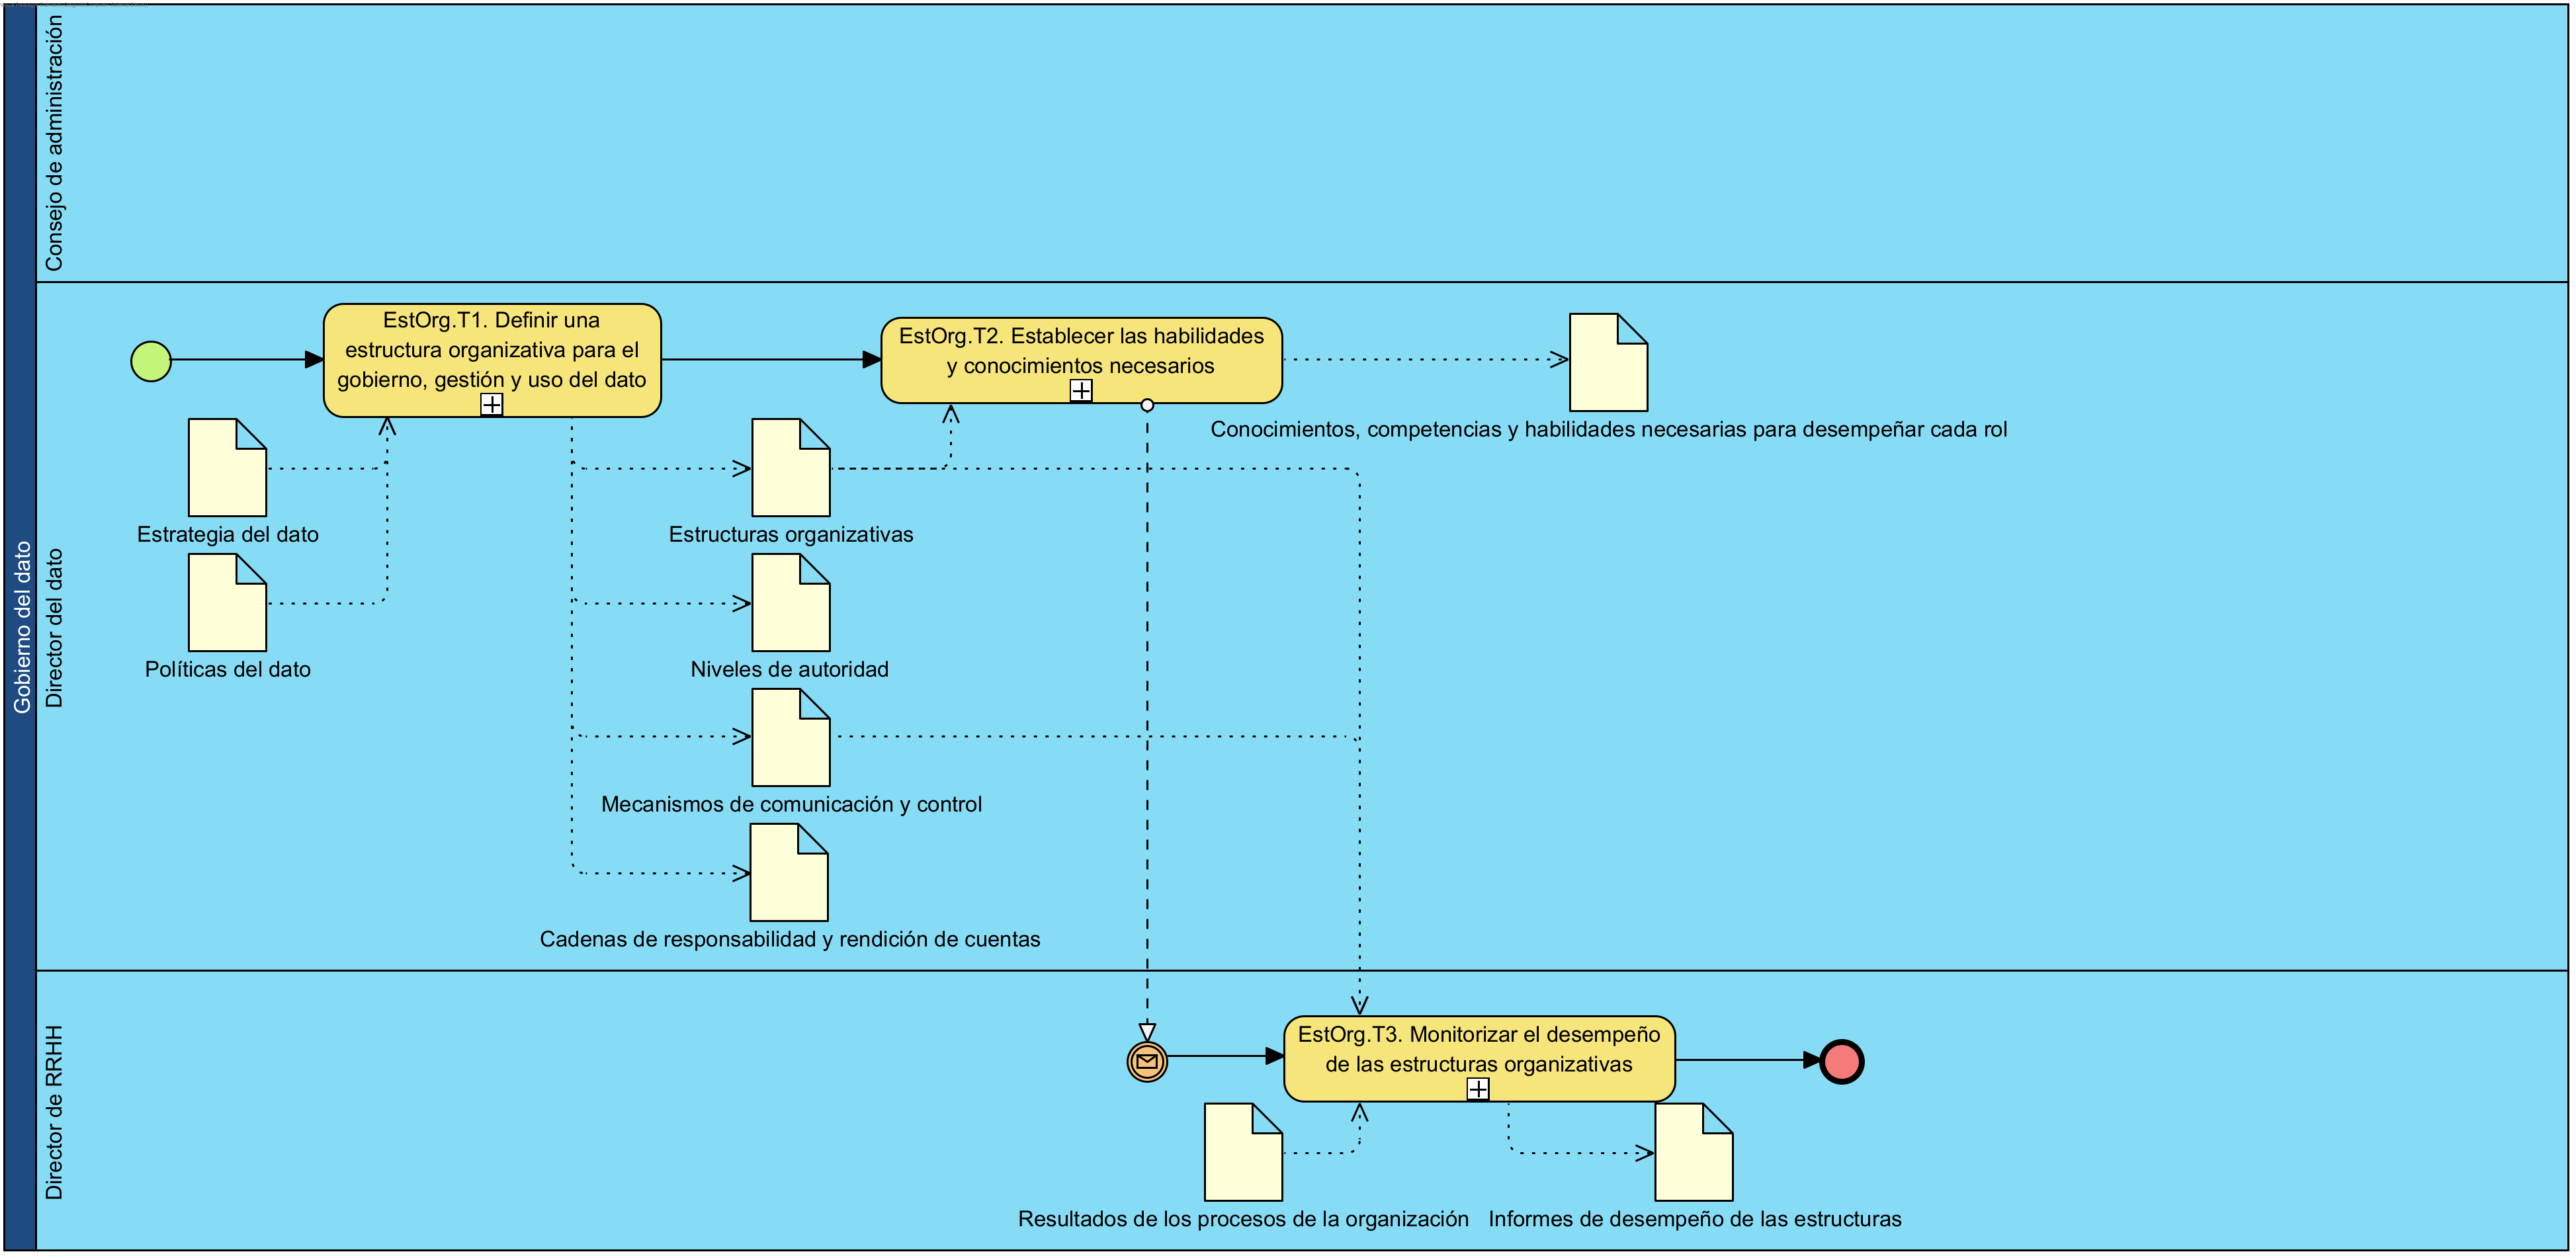 Gobierno del dato
Consejo de administración
Director del dato
EstOrg.T1. Definir una
estructura organizativa para el
gobierno, gestión y uso del dato
EstOrg.T2. Establecer las habilidades
y conocimientos necesarios
Conocimientos, competencias y habilidades necesarias para desempeñar cada rol
Estrategia del dato
Estructuras organizativas
Políticas del dato
Niveles de autoridad
Mecanismos de comunicación y control
Cadenas de responsabilidad y rendición de cuentas
Director de RRHH
EstOrg.T3. Monitorizar el desempeño
de las estructuras organizativas
Resultados de los procesos de la organización
Informes de desempeño de las estructuras